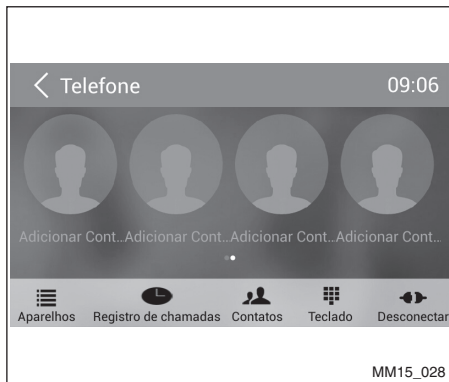 Telefone 09:06
Adicionar Cont.. Adicionar Cont.. Adicionar Cont.. Adicionar Cont...
Aparelhos Registro de chamadas Contatos Teclado Desconectar
MM15_028